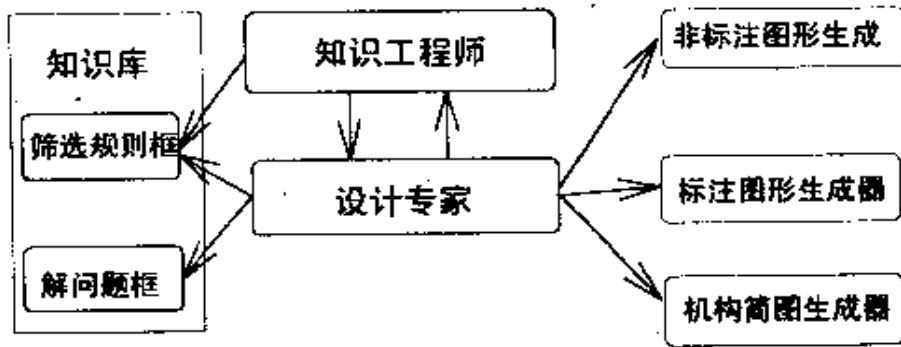 知识库
知识工程师
非标注图形生成
筛选规则框
设计专家
标注图形生成器
解问题框
机构简图生成器